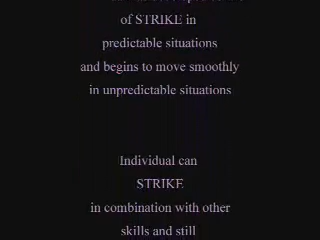 of STRIKE in
predictable situations
and begins to move smoothly
in unpredictable situations
Individual can
STRIKE
in combination with other
skills and still